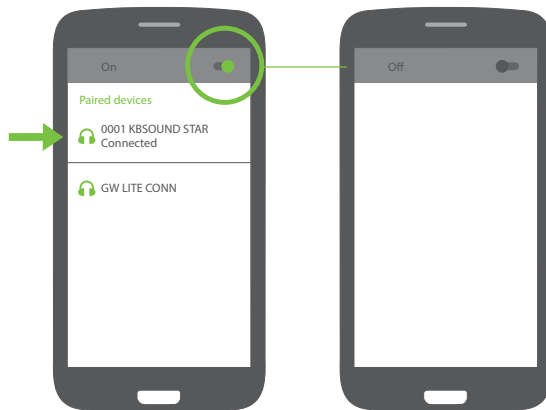 On
Off
Paired devices
0001 KBSOUND STAR
Connected
GW LITE CONN